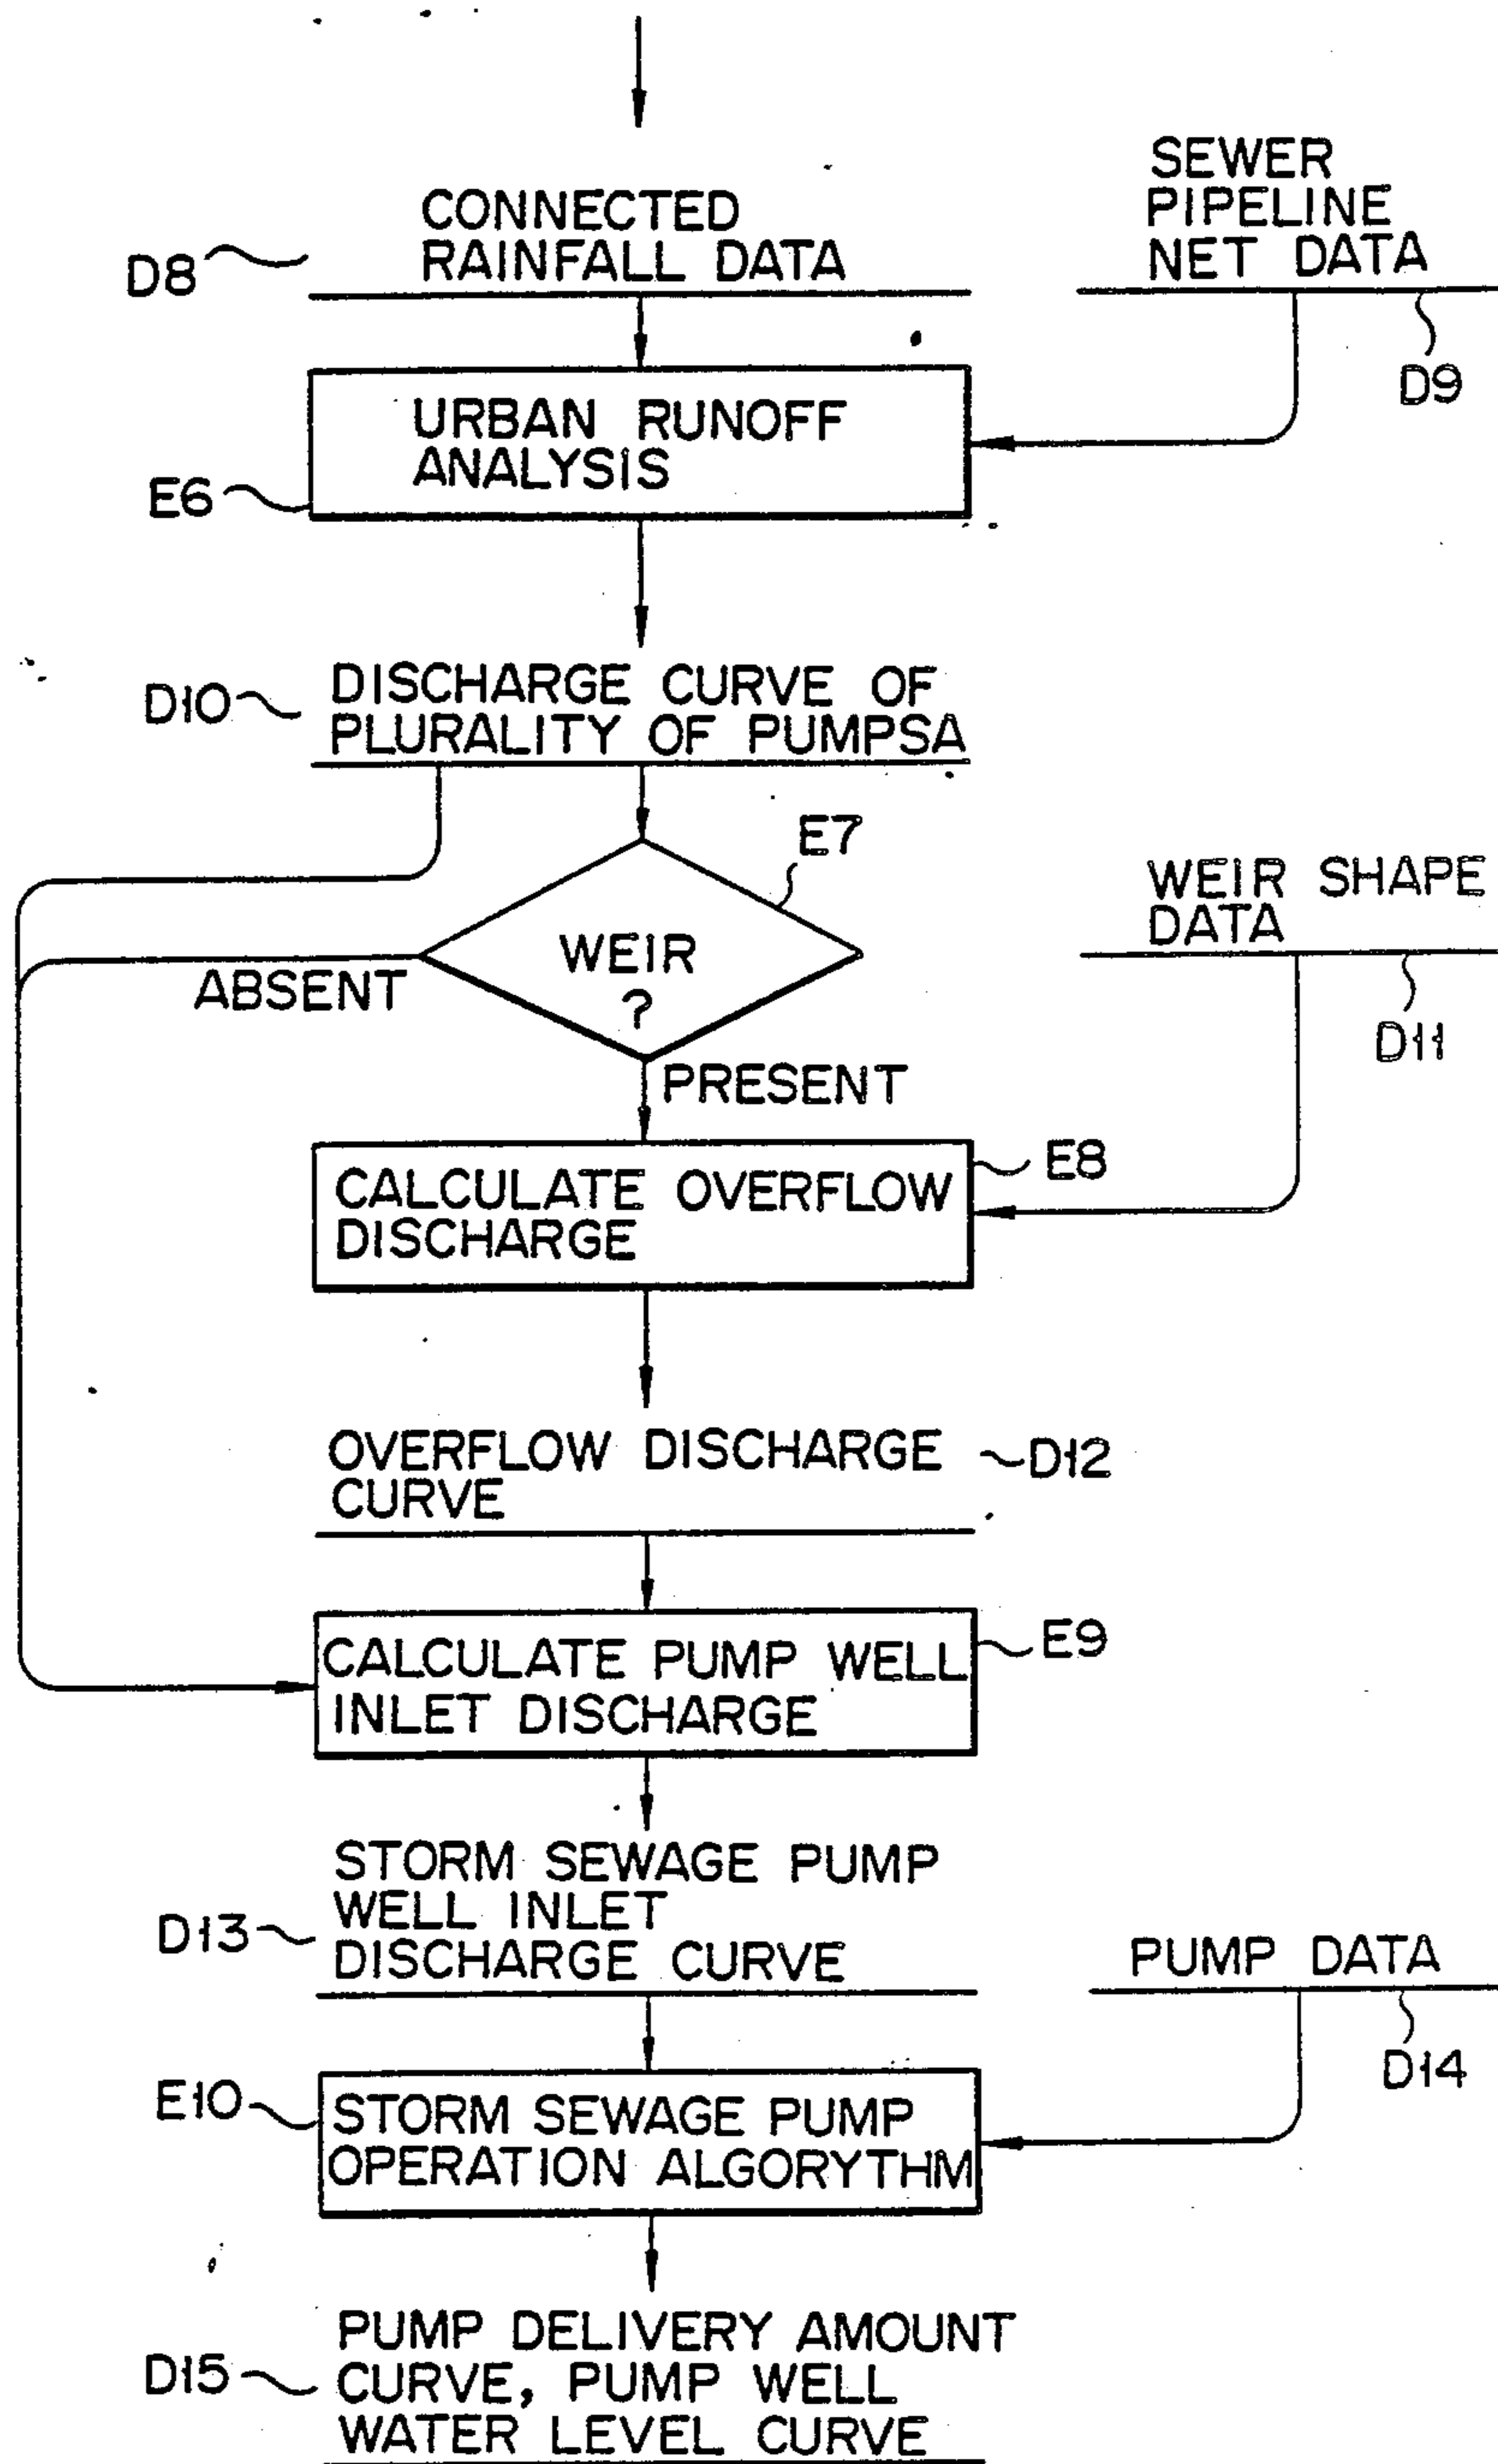 CONNECTED
RAINFALL DATA
D8
SEWER
PIPELINE
NET DATA
D9
URBAN RUNOFF
ANALYSIS
E6
DISCHARGE CURVE OF
PLURALITY OF PUMPSA
D10
E7
WEIR
?
ABSENT
PRESENT
WEIR SHAPE
DATA
D11
CALCULATE OVERFLOW
DISCHARGE
E8
OVERFLOW DISCHARGE
CURVE
D12
CALCULATE PUMP WELL
INLET DISCHARGE
E9
STORM SEWAGE PUMP
WELL INLET
DISCHARGE CURVE
D13
PUMP DATA
D14
E10
STORM SEWAGE PUMP
OPERATION ALGORYTHM
PUMP DELIVERY AMOUNT
CURVE, PUMP WELL
WATER LEVEL CURVE
D15